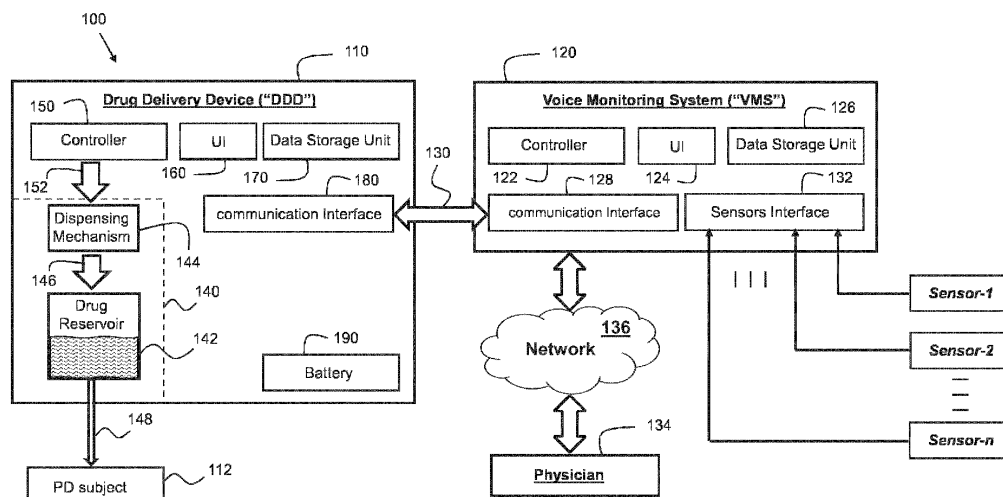 100
110
120
Drug Delivery Device ("DDD")
Voice Monitoring System ("VMS")
150
Controller
UI
Data Storage Unit
126
Controller
UI
Data Storage Unit
152
160
170
180
130
122
128
124
132
communication Interface
communication Interface
Sensors Interface
Dispensing
Mechanism
144
146
140
Drug
Reservoir
142
190
Battery
136
Network
Sensor-1
Sensor-2
Sensor-n
148
134
112
PD subject
Physician